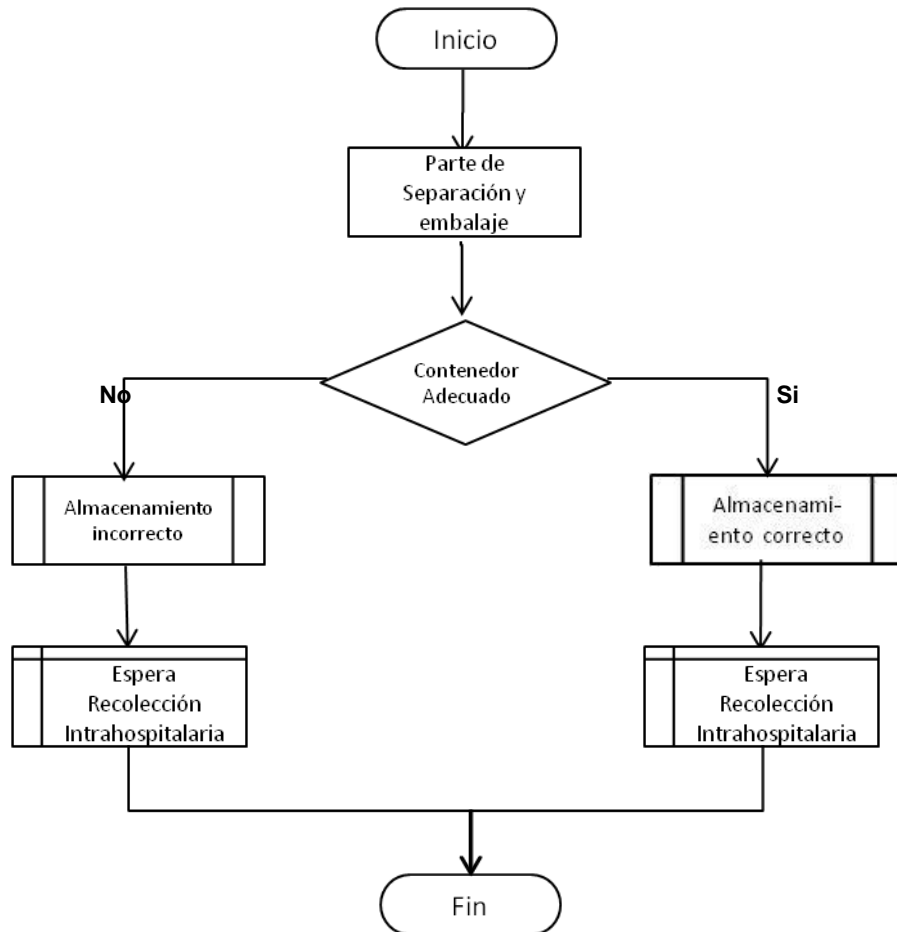 Inicio
Parte de
Separación y
embalaje
Contenedor
Adecuado
No
Si
Almacenamiento
incorrecto
Almacenami-
ento correcto
Espera
Recolección
Intrahospitalaria
Espera
Recolección
Intrahospitalaria
Fin